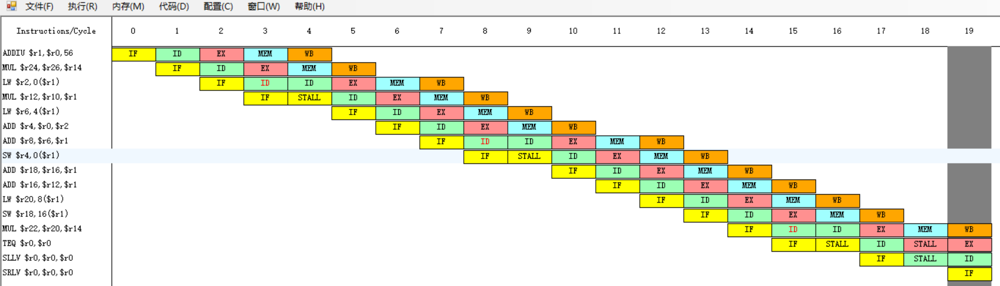 文件(F) 执行(R) 内存(M) 代码(D) 配置(C) 窗口(W) 帮助(H)
Instructions/Cycle 0 1 2 3 4 5 6 7 8 9 10 11 12 13 14 15 16 17 18 19
ADDIU $r1,$r0,56 IF ID EX MEM WB
MUL $r24,$r26,$r14 IF ID EX MEM WB
LW $r2,0($r1) IF ID ID EX MEM WB
MUL $r12,$r10,$r1 IF STALL ID EX MEM WB
LW $r6,4($r1) IF ID EX MEM WB
ADD $r4,$r0,$r2 IF ID EX MEM WB
ADD $r8,$r6,$r1 IF ID ID EX MEM WB
SW $r4,0($r1) IF STALL ID EX MEM WB
ADD $r18,$r16,$r1 IF ID EX MEM WB
ADD $r16,$r12,$r1 IF ID EX MEM WB
LW $r20,8($r1) IF ID EX MEM WB
SW $r18,16($r1) IF ID EX MEM WB
MUL $r22,$r20,$r14 IF ID ID EX MEM WB
TEQ $r0,$r0 IF STALL ID STALL EX
SLLV $r0,$r0,$r0 IF STALL ID
SRLV $r0,$r0,$r0 IF